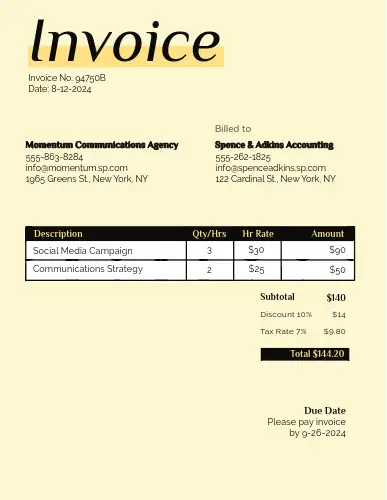 Invoice
Invoice No. 94750B
Date: 8-12-2024
Momentum Communications Agency
555-863-8284
info@momentum.sp.com
1965 Greens St., New York, NY
Billed to
Spence & Adkins Accounting
555-262-1825
info@spenceadkins.sp.com
122 Cardinal St., New York, NY
Description Qty/Hrs Hr Rate Amount
Social Media Campaign 3 $30 $90
Communications Strategy 2 $25 $50
Subtotal $140
Discount 10% $14
Tax Rate 7% $9.80
Total $144.20
Due Date
Please pay invoice
by 9-26-2024